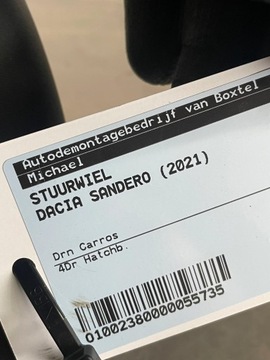 Autodemontagebedrijf van Boxtel
Michael
STUURWIEL
DACIA SANDERO (2021)
Drn Carros
4Dr Hatchb.
01002380000055735